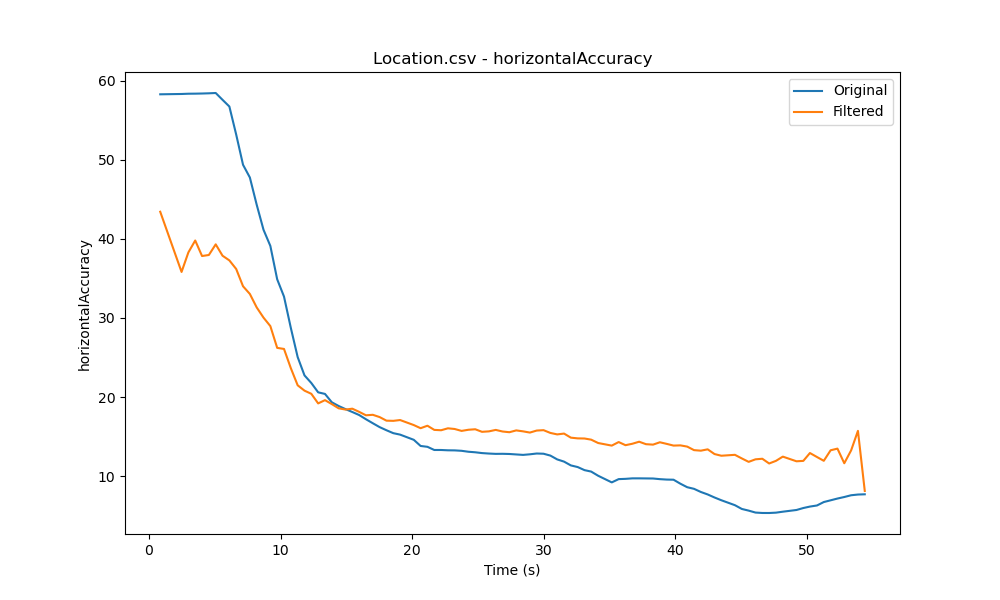 Location.csv - horizontalAccuracy
Original
Filtered
60
50
40
30
20
10
horizontalAccuracy
0 10 20 30 40 50
Time (s)